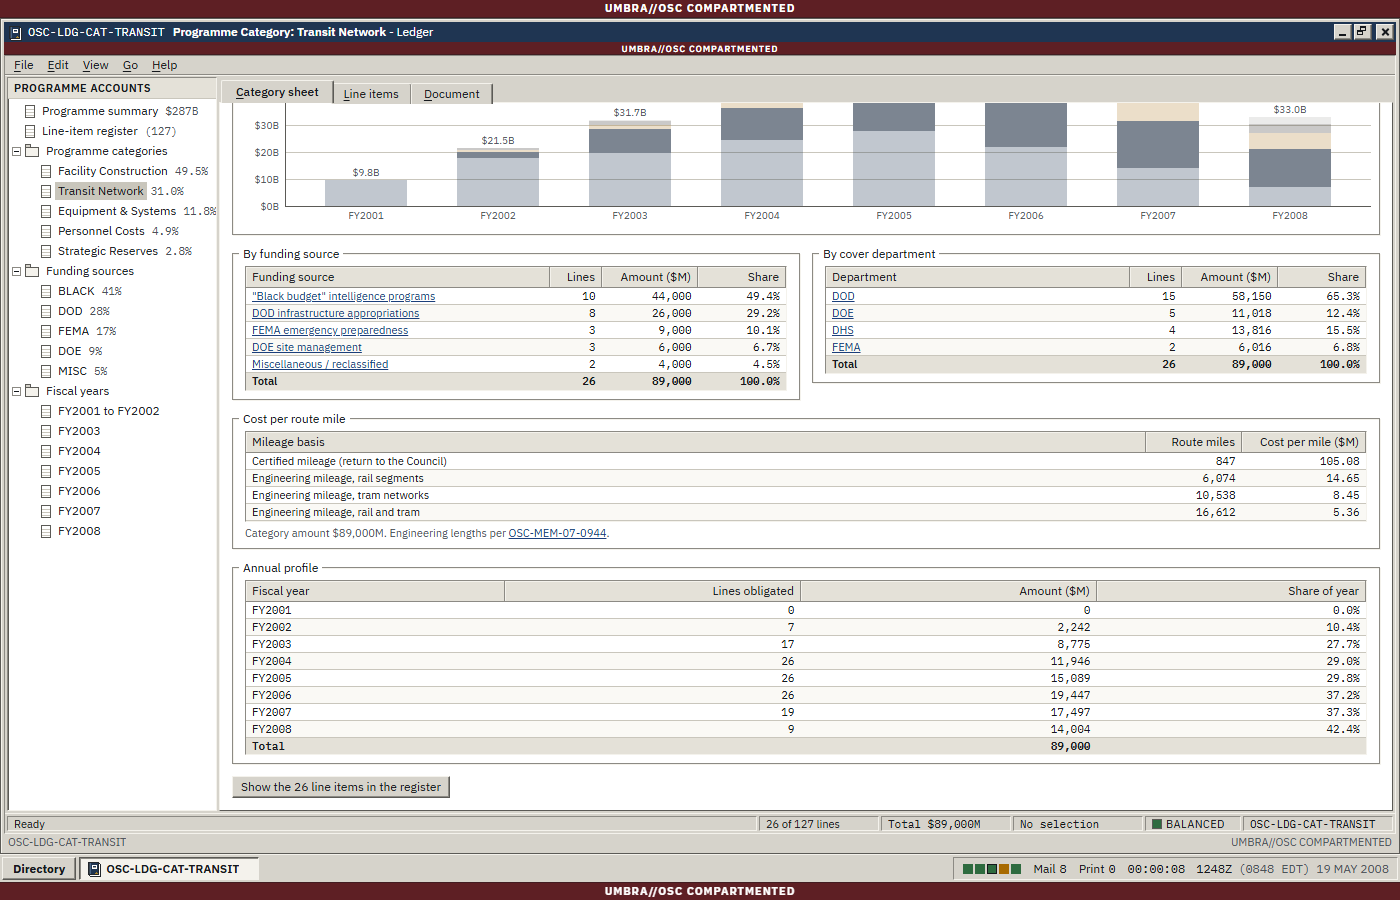 UMBRA//OSC COMPARTMENTED
OSC-LDG-CAT-TRANSIT Programme Category: Transit Network - Ledger
UMBRA//OSC COMPARTMENTED
File Edit View Go Help
PROGRAMME ACCOUNTS
Programme summary $287B
Line-item register (127)
Programme categories
Facility Construction 49.5%
Transit Network 31.0%
Equipment & Systems 11.8%
Personnel Costs 4.9%
Strategic Reserves 2.8%
Funding sources
BLACK 41%
DOD 28%
FEMA 17%
DOE 9%
MISC 5%
Fiscal years
FY2001 to FY2002
FY2003
FY2004
FY2005
FY2006
FY2007
FY2008
Category sheet Line items Document
$30B
$20B
$10B
$0B
$9.8B $21.5B $31.7B $33.0B
FY2001 FY2002 FY2003 FY2004 FY2005 FY2006 FY2007 FY2008
By funding source
Funding source Lines Amount ($M) Share
"Black budget" intelligence programs 10 44,000 49.4%
DOD infrastructure appropriations 8 26,000 29.2%
FEMA emergency preparedness 3 9,000 10.1%
DOE site management 3 6,000 6.7%
Miscellaneous / reclassified 2 4,000 4.5%
Total 26 89,000 100.0%
By cover department
Department Lines Amount ($M) Share
DOD 15 58,150 65.3%
DOE 5 11,018 12.4%
DHS 4 13,816 15.5%
FEMA 2 6,016 6.8%
Total 26 89,000 100.0%
Cost per route mile
Mileage basis Route miles Cost per mile ($M)
Certified mileage (return to the Council) 847 105.08
Engineering mileage, rail segments 6,074 14.65
Engineering mileage, tram networks 10,538 8.45
Engineering mileage, rail and tram 16,612 5.36
Category amount $89,000M. Engineering lengths per OSC-MEM-07-0944.
Annual profile
Fiscal year Lines obligated Amount ($M) Share of year
FY2001 0 0 0.0%
FY2002 7 2,242 10.4%
FY2003 17 8,775 27.7%
FY2004 26 11,946 29.0%
FY2005 26 15,089 29.8%
FY2006 26 19,447 37.2%
FY2007 19 17,497 37.3%
FY2008 9 14,004 42.4%
Total 89,000
Show the 26 line items in the register
Ready 26 of 127 lines Total $89,000M No selection BALANCED OSC-LDG-CAT-TRANSIT
OSC-LDG-CAT-TRANSIT UMBRA//OSC COMPARTMENTED
Directory OSC-LDG-CAT-TRANSIT Mail 8 Print 0 00:00:08 1248Z (0848 EDT) 19 MAY 2008
UMBRA//OSC COMPARTMENTED